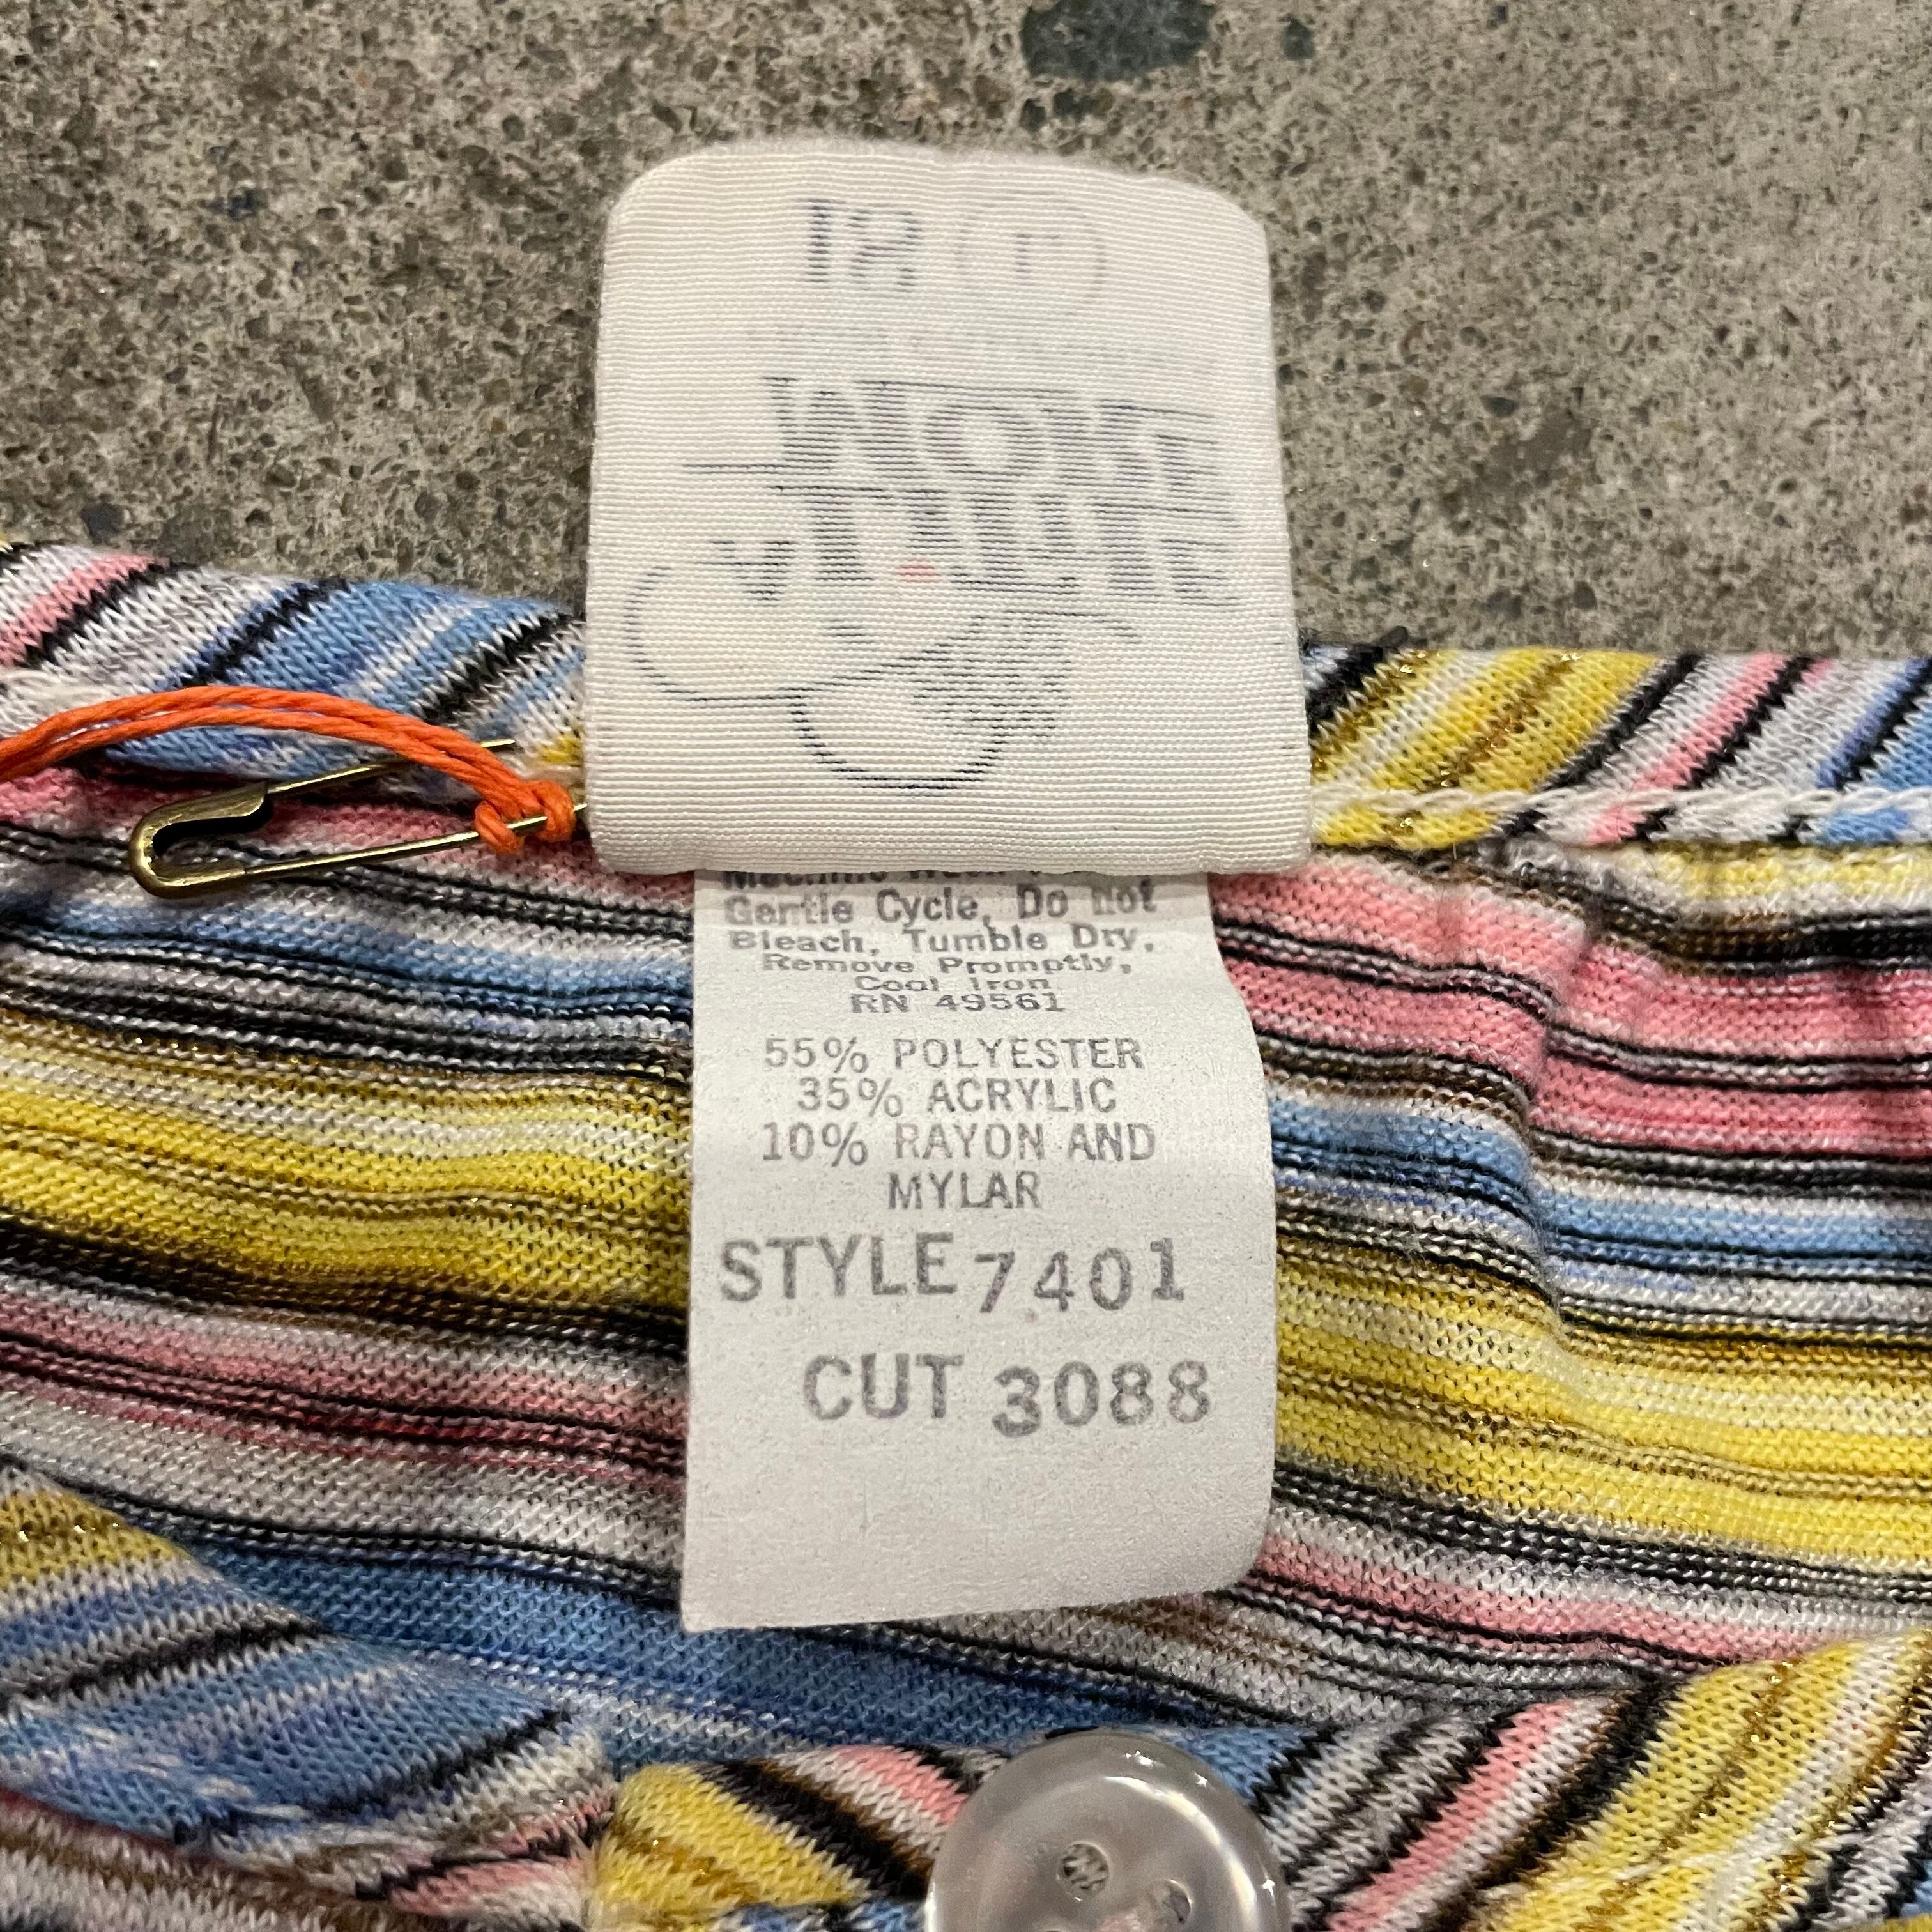 Gentle Cycle, Do not
Bleach, Tumble Dry,
Remove Promptly,
Cool Iron
RN 49561
55% POLYESTER
35% ACRYLIC
10% RAYON AND
MYLAR
STYLE 7401
CUT 3088